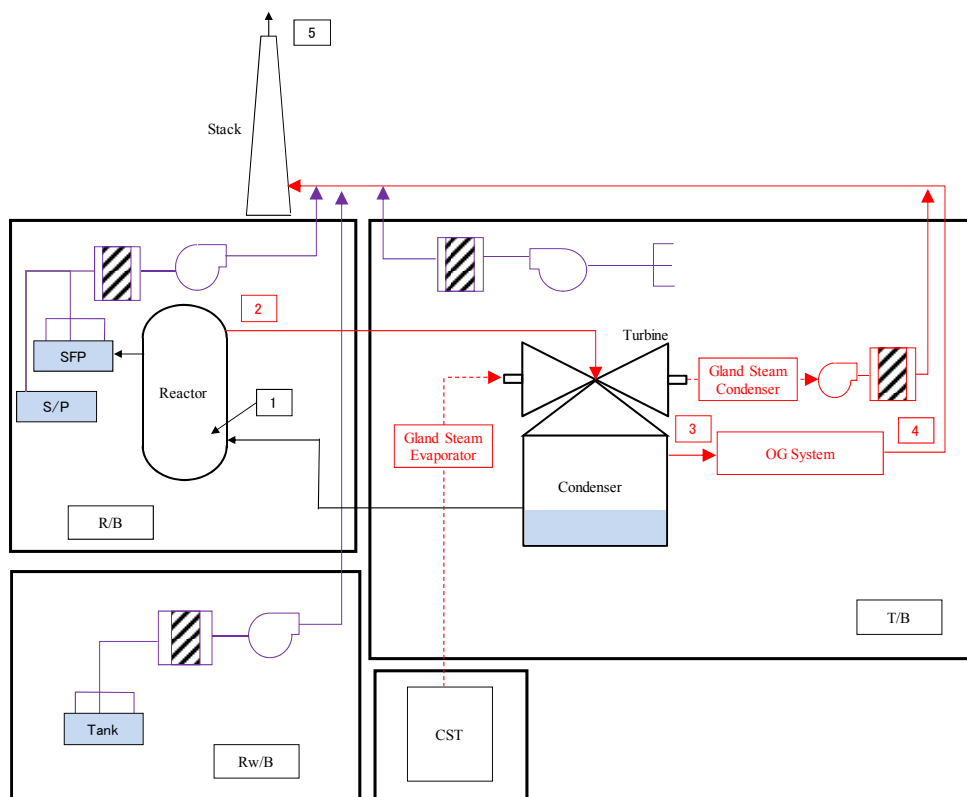 5
Stack
2
SFP
Reactor
S/P
1
R/B
Turbine
Gland Steam
Condenser
Gland Steam
Evaporator
3
4
OG System
Condenser
T/B
Tank
Rw/B
CST